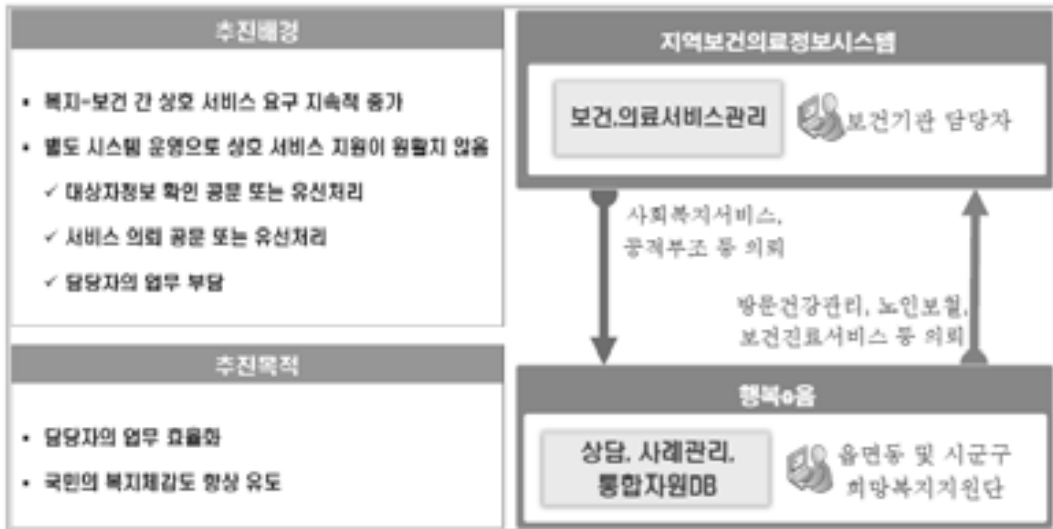 추진배경
▪ 복지-보건 간 상호 서비스 요구 지속적 증가
▪ 별도 시스템 운영으로 상호 서비스 지원이 원활치 않음
✓ 대상자정보 확인 공문 또는 유선처리
✓ 서비스 의뢰 공문 또는 유선처리
✓ 담당자의 업무 부담
추진목적
▪ 담당자의 업무 효율화
▪ 국민의 복지체감도 향상 유도
지역보건의료정보시스템
보건.의료서비스관리
보건기관 담당자
사회복지서비스,
공적부조 등 의뢰
방문건강관리, 노인보철,
보건진료서비스 등 의뢰
행복e음
상담, 사례관리,
통합자원DB
읍면동 및 시군구
희망복지지원단